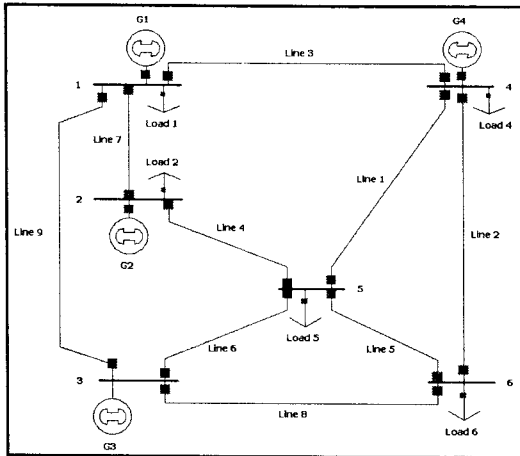 G1
G4
Line 3
1
4
Load 1
Load 4
Line 7
Load 2
Line 1
2
Line 9
Line 4
Line 2
G2
5
Load 5
Line 6
Line 5
3
6
Line 8
Load 6
G3